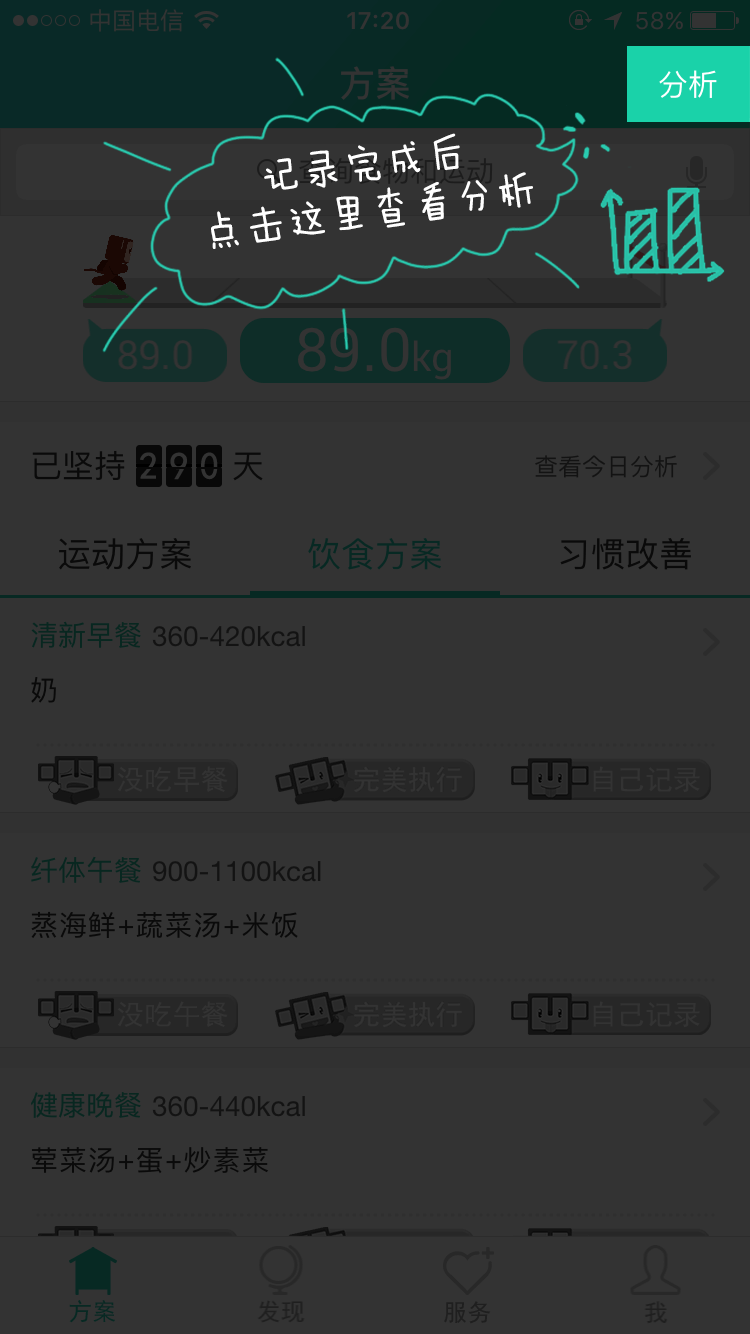 中国电信 17:20 58%
方案
分析
记录完成后
点击这里查看分析
89.0 89.0kg 70.3
已坚持 290 天 查看今日分析
运动方案 饮食方案 习惯改善
清新早餐 360-420kcal
奶
没吃早餐 完美执行 自己记录
纤体午餐 900-1100kcal
蒸海鲜+蔬菜汤+米饭
没吃午餐 完美执行 自己记录
健康晚餐 360-440kcal
荤菜汤+蛋+炒素菜
方案 发现 服务 我